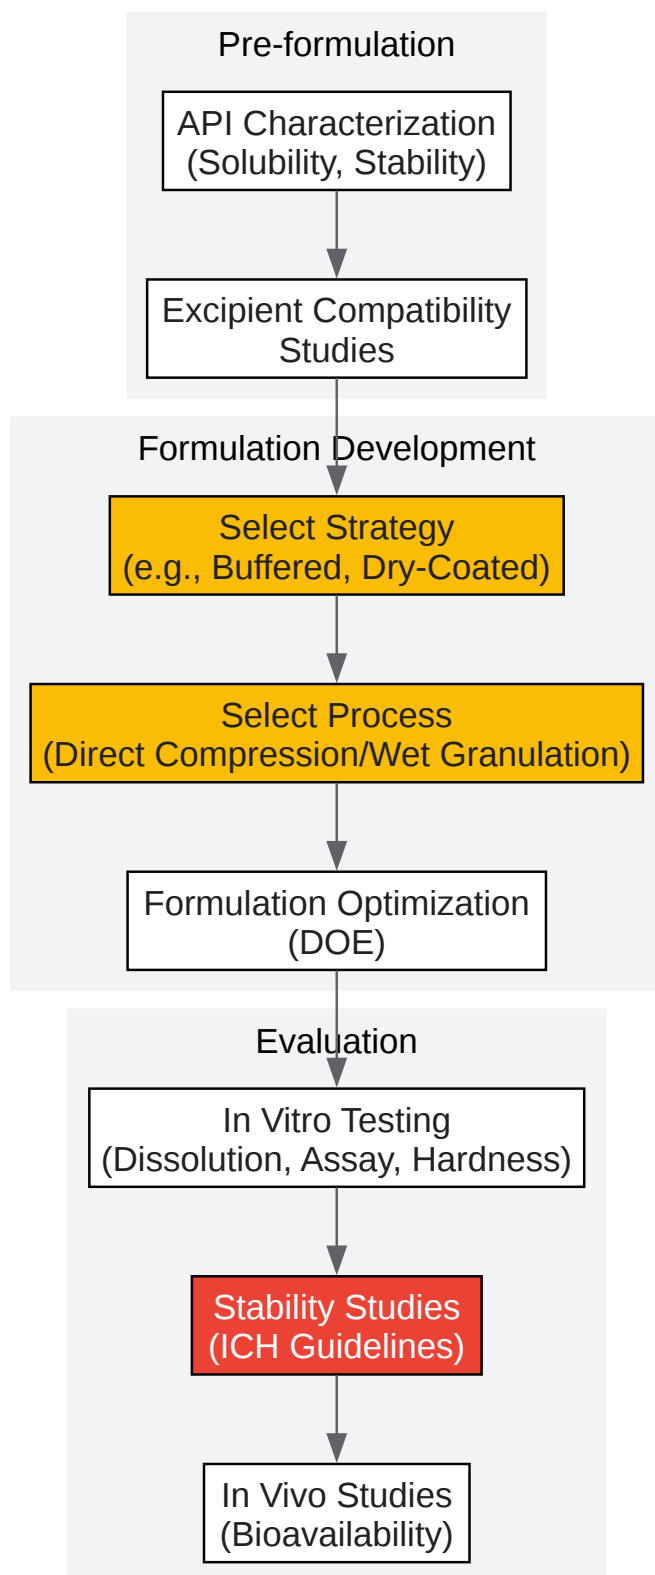 Pre-formulation
API Characterization
(Solubility, Stability)
Excipient Compatibility
Studies
Formulation Development
Select Strategy
(e.g., Buffered, Dry-Coated)
Select Process
(Direct Compression/Wet Granulation)
Formulation Optimization
(DOE)
Evaluation
In Vitro Testing
(Dissolution, Assay, Hardness)
Stability Studies
(ICH Guidelines)
In Vivo Studies
(Bioavailability)